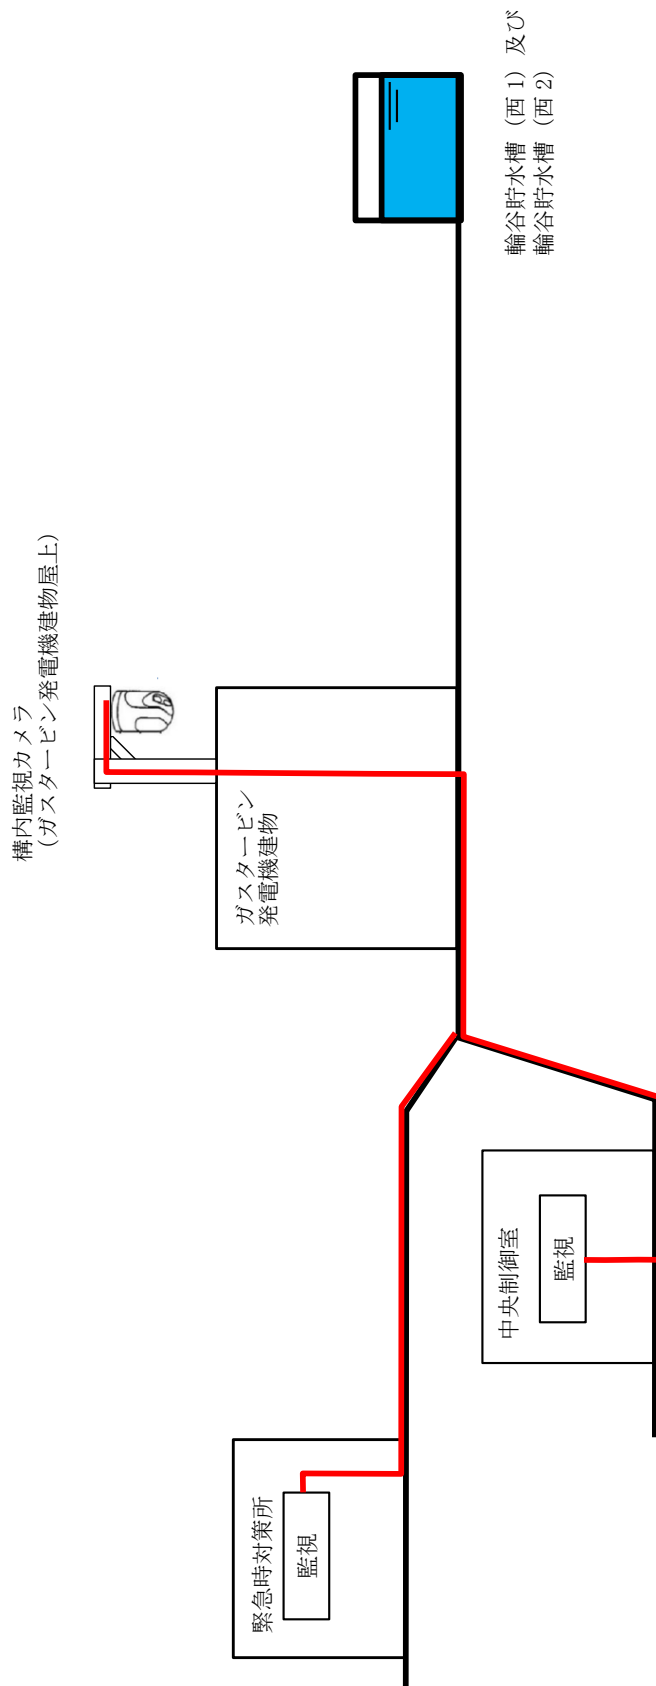 構内監視カメラ
(ガスタービン発電機建物屋上)
ガスタービン
発電機建物
輪谷貯水槽（西1）及び
輪谷貯水槽（西2）
緊急時対策所
監視
中央制御室
監視